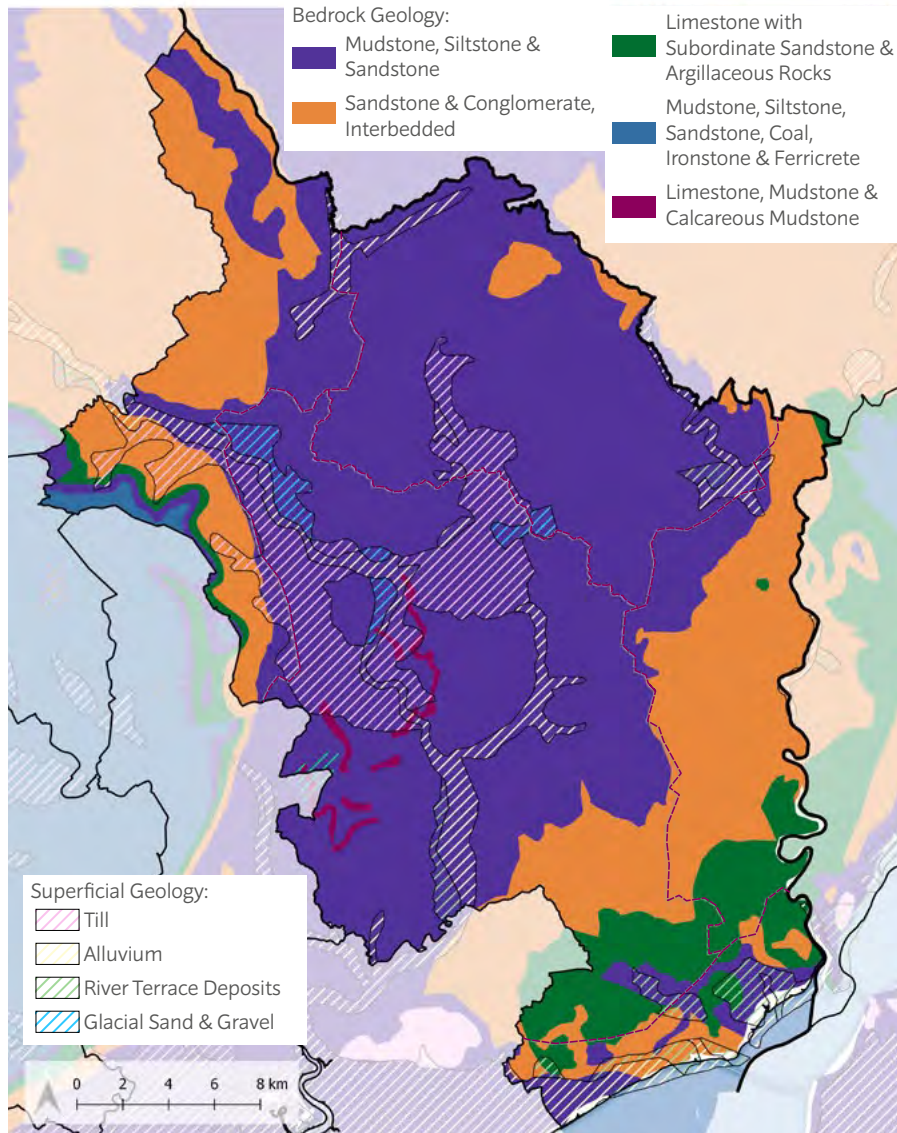 Bedrock Geology:
Mudstone, Siltstone &
Sandstone
Sandstone & Conglomerate,
Interbedded
Limestone with
Subordinate Sandstone &
Argillaceous Rocks
Mudstone, Siltstone,
Sandstone, Coal,
Ironstone & Ferricrete
Limestone, Mudstone &
Calcareous Mudstone
Superficial Geology:
Till
Alluvium
River Terrace Deposits
Glacial Sand & Gravel
0 2 4 6 8 km